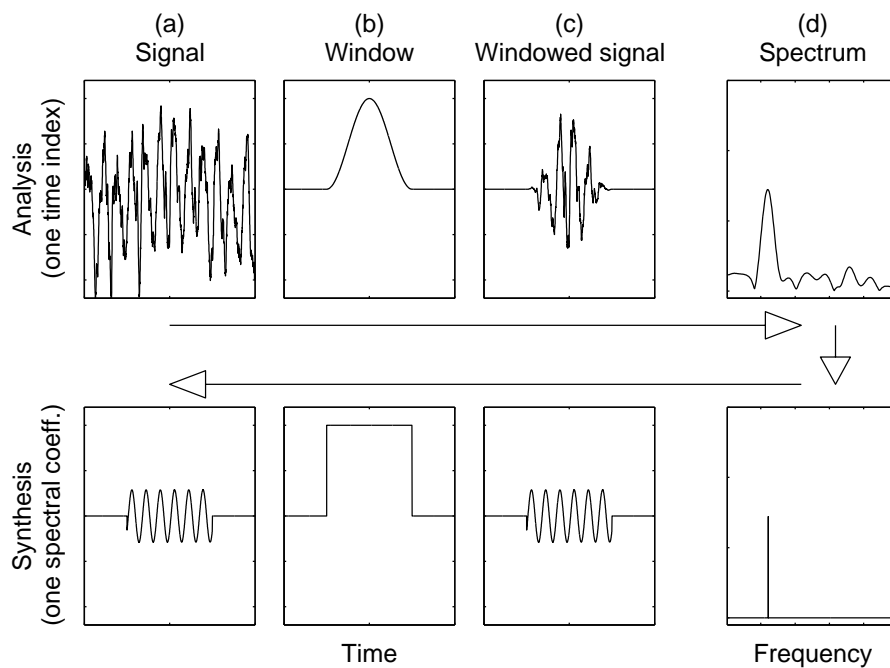 (a)
Signal
(b)
Window
(c)
Windowed signal
(d)
Spectrum
Analysis
(one time index)
Synthesis
(one spectral coeff.)
Time
Frequency